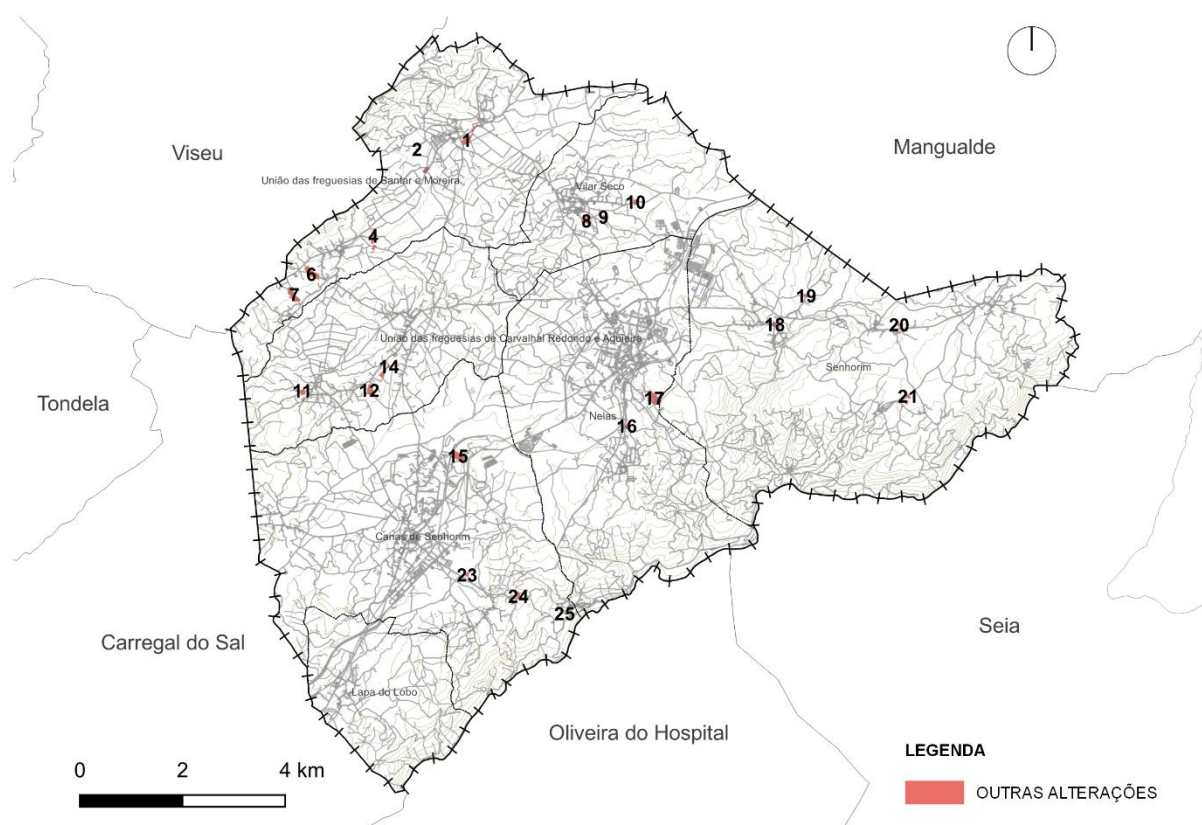 Viseu
Mangualde
1
2
União das freguesias de Santar e Moreira
Vilar Seco
10
8
9
4
6
7
19
18
20
União das freguesias de Carvalhal Redondo e Aguieira
Senhorim
14
11
12
Tondela
17
21
Nelas
16
15
Canas de Senhorim
23
24
25
Carregal do Sal
Seia
Lapa do Lobo
Oliveira do Hospital
LEGENDA
OUTRAS ALTERAÇÕES
0 2 4 km